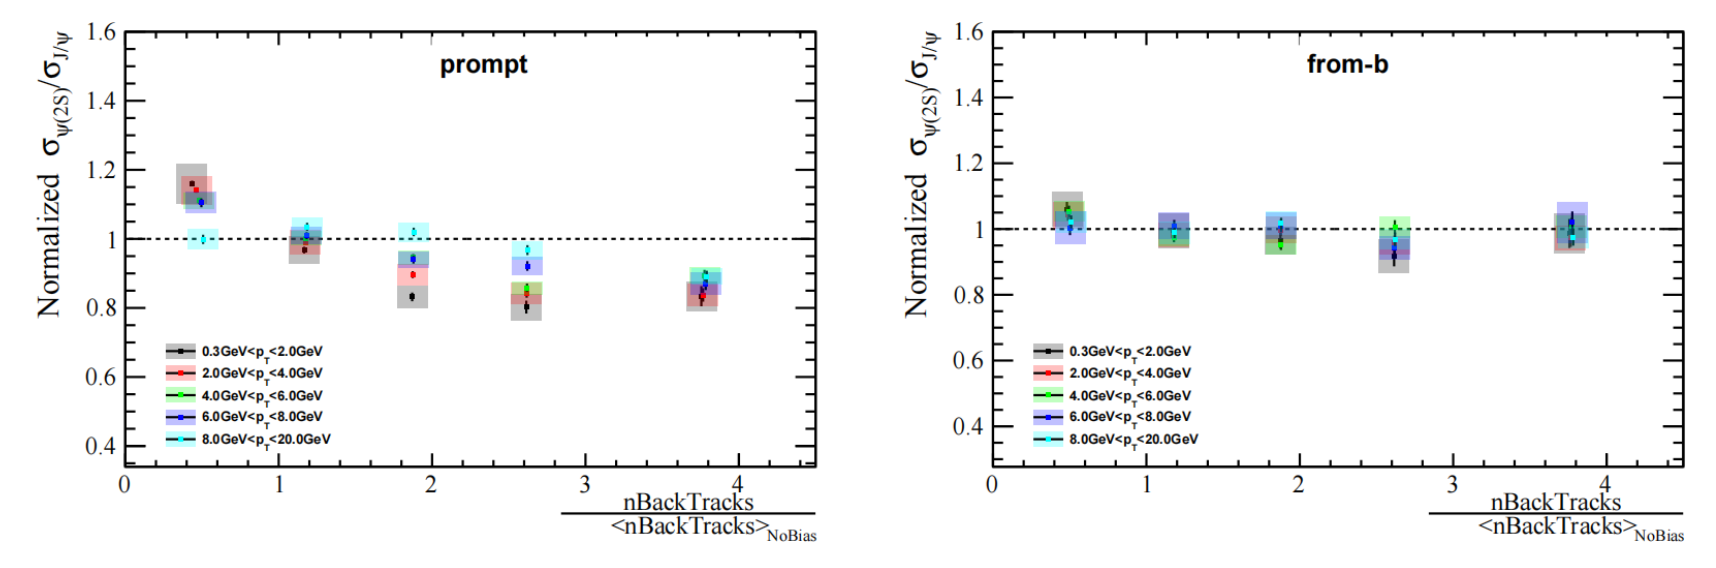 prompt
Normalized σψ(2S)/σJ/ψ
1.6
1.4
1.2
1
0.8
0.6
0.4
0.3GeV<pT<2.0GeV
2.0GeV<pT<4.0GeV
4.0GeV<pT<6.0GeV
6.0GeV<pT<8.0GeV
8.0GeV<pT<20.0GeV
0 1 2 3 4
nBackTracks
<nBackTracks>NoBias
from-b
Normalized σψ(2S)/σJ/ψ
1.6
1.4
1.2
1
0.8
0.6
0.4
0.3GeV<pT<2.0GeV
2.0GeV<pT<4.0GeV
4.0GeV<pT<6.0GeV
6.0GeV<pT<8.0GeV
8.0GeV<pT<20.0GeV
0 1 2 3 4
nBackTracks
<nBackTracks>NoBias